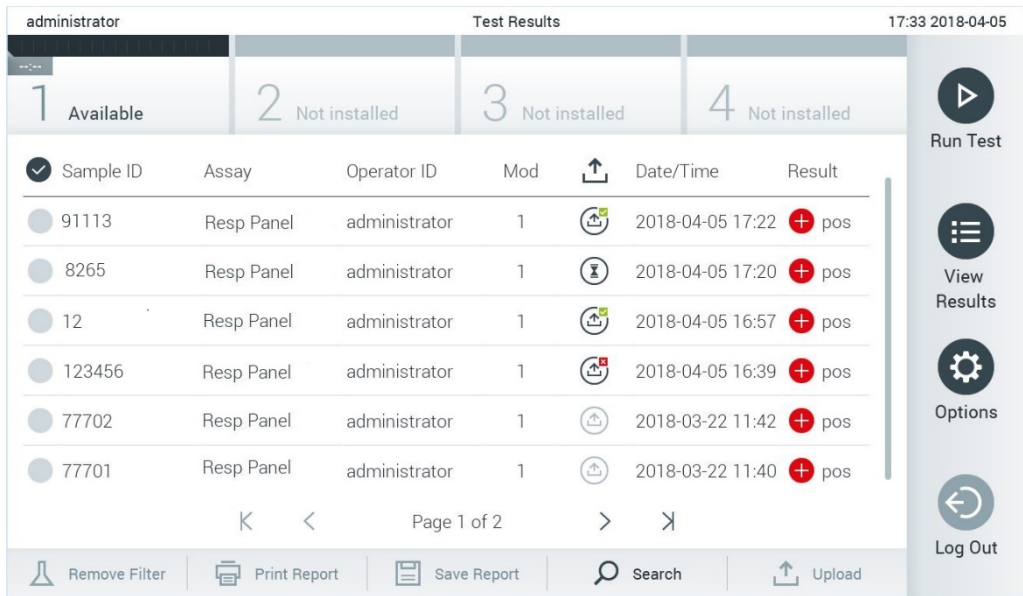 administrator Test Results 17:33 2018-04-05
--:--
1 Available 2 Not installed 3 Not installed 4 Not installed
Run Test
Sample ID Assay Operator ID Mod Date/Time Result
91113 Resp Panel administrator 1 2018-04-05 17:22 pos
8265 Resp Panel administrator 1 2018-04-05 17:20 pos
View
Results
12 Resp Panel administrator 1 2018-04-05 16:57 pos
123456 Resp Panel administrator 1 2018-04-05 16:39 pos
77702 Resp Panel administrator 1 2018-03-22 11:42 pos
Options
77701 Resp Panel administrator 1 2018-03-22 11:40 pos
Page 1 of 2
Log Out
Remove Filter Print Report Save Report Search Upload